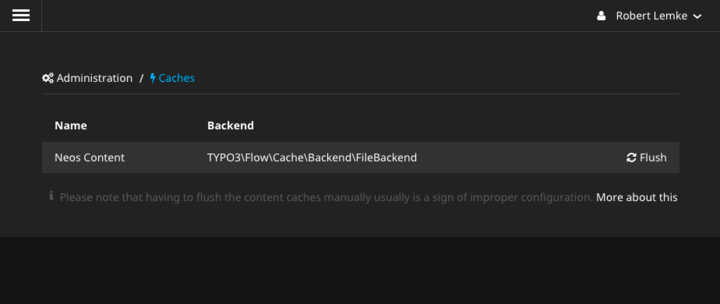 Robert Lemke
Administration / Caches
Name Backend
Neos Content TYPO3\Flow\Cache\Backend\FileBackend Flush
Please note that having to flush the content caches manually usually is a sign of improper configuration. More about this